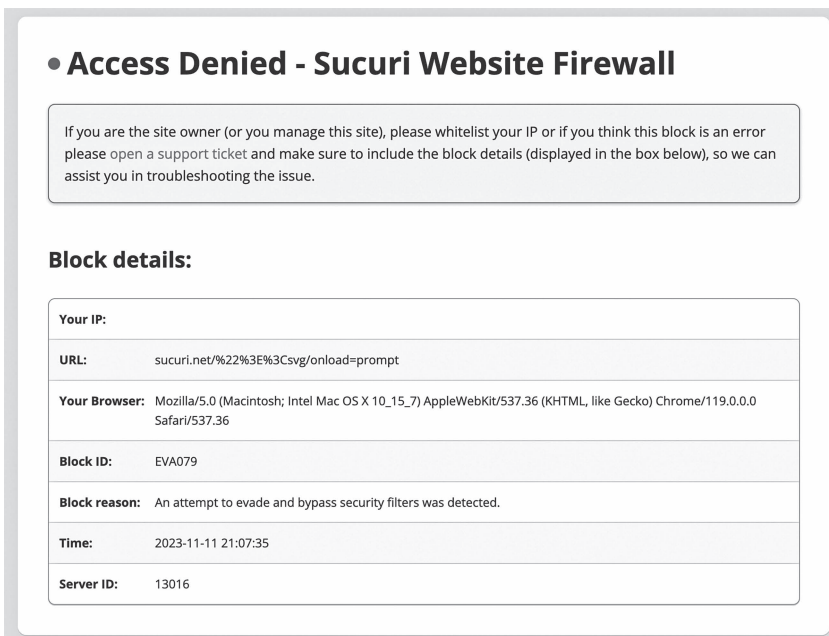 Access Denied - Sucuri Website Firewall
If you are the site owner (or you manage this site), please whitelist your IP or if you think this block is an error
please open a support ticket and make sure to include the block details (displayed in the box below), so we can
assist you in troubleshooting the issue.
Block details:
Your IP:
URL: sucuri.net/%22%3E%3Csvg/onload=prompt
Your Browser: Mozilla/5.0 (Macintosh; Intel Mac OS X 10_15_7) AppleWebKit/537.36 (KHTML, like Gecko) Chrome/119.0.0.0
Safari/537.36
Block ID: EVA079
Block reason: An attempt to evade and bypass security filters was detected.
Time: 2023-11-11 21:07:35
Server ID: 13016